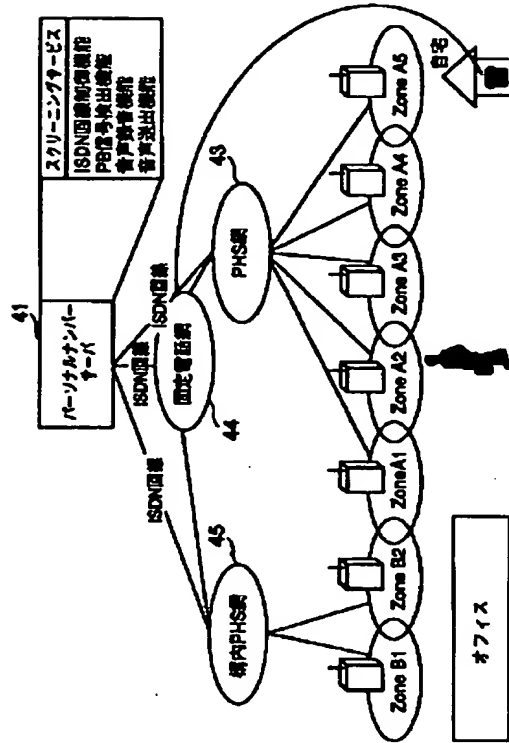 41
パーソナルナンバー
サーバ
スクリーニングサービス
ISDN回線制御機能
PB信号検出機能
音声録音機能
音声送出機能
ISDN回線
ISDN回線
ISDN回線
45
構内PHS網
44
固定電話網
43
PHS網
自宅
Zone B1
Zone B2
ZoneA1
Zone A2
Zone A3
Zone A4
Zone A5
オフィス